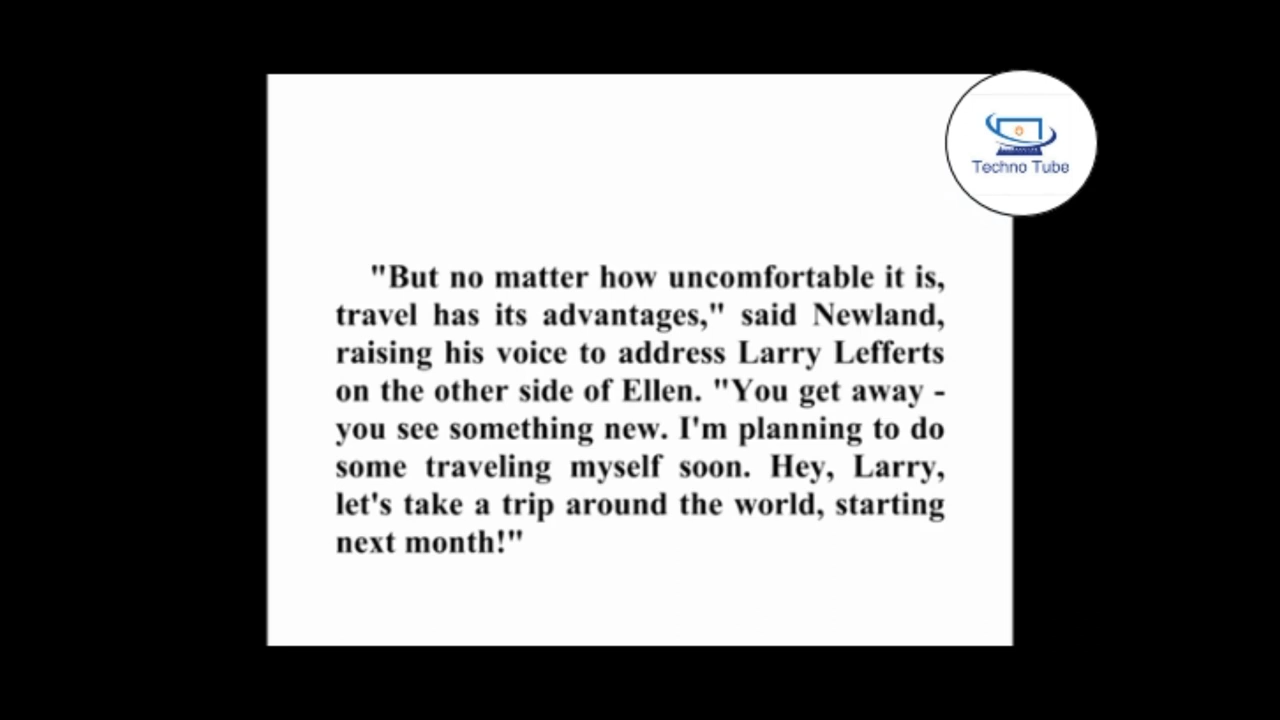 Techno Tube
"But no matter how uncomfortable it is,
travel has its advantages," said Newland,
raising his voice to address Larry Lefferts
on the other side of Ellen. "You get away -
you see something new. I'm planning to do
some traveling myself soon. Hey, Larry,
let's take a trip around the world, starting
next month!"